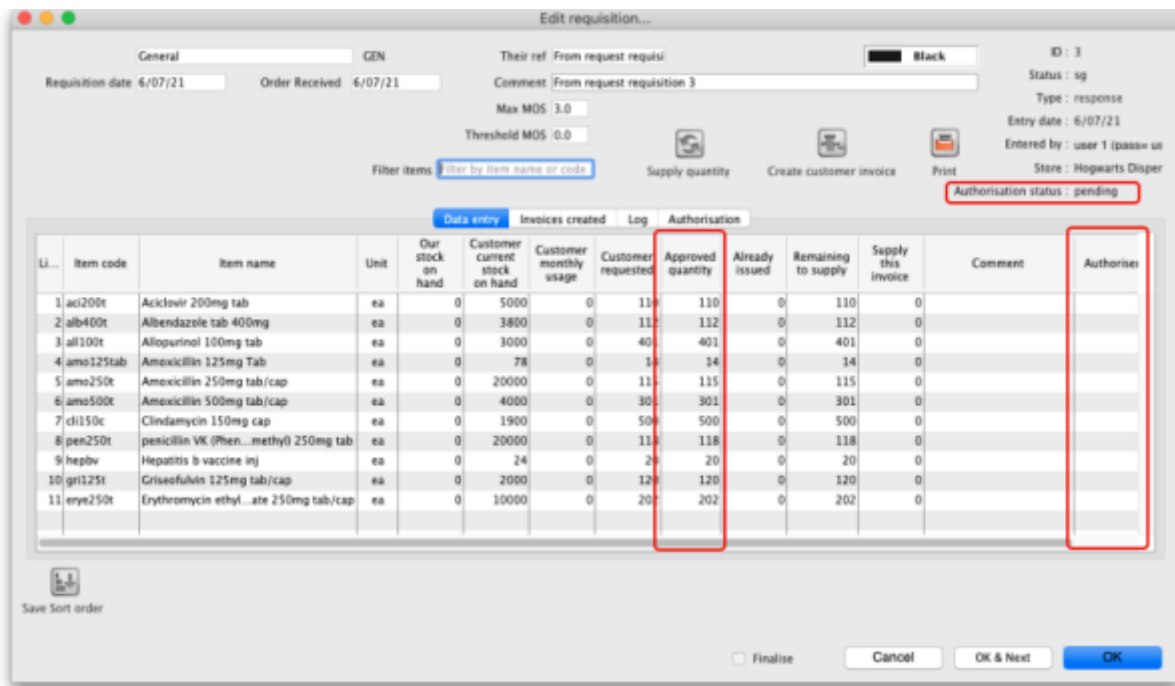 Edit requisition...
General GEN Their ref From request requisi Black ID : 3
Requisition date 6/07/21 Order Received 6/07/21 Comment From request requisition 3 Status : sg
Max MOS 3.0 Type : response
Threshold MOS 0.0 Entry date : 6/07/21
Entered by : user 1 (pass= us
Filter items Filter by item name or code Supply quantity Create customer invoice Print Store : Hogwarts Disper
Authorisation status : pending
Data entry Invoices created Log Authorisation
Li... Item code Item name Unit Our stock on hand Customer current stock on hand Customer monthly usage Customer requested Approved quantity Already issued Remaining to supply Supply this invoice Comment Authoriser
1 aci200t Aciclovir 200mg tab ea 0 5000 0 110 110 0 110 0
2 alb400t Albendazole tab 400mg ea 0 3800 0 112 112 0 112 0
3 all100t Allopurinol 100mg tab ea 0 3000 0 401 401 0 401 0
4 amo125tab Amoxicillin 125mg Tab ea 0 78 0 14 14 0 14 0
5 amo250t Amoxicillin 250mg tab/cap ea 0 20000 0 115 115 0 115 0
6 amo500t Amoxicillin 500mg tab/cap ea 0 4000 0 301 301 0 301 0
7 cli150c Clindamycin 150mg cap ea 0 1900 0 500 500 0 500 0
8 pen250t penicillin VK (Phen...methyl) 250mg tab ea 0 20000 0 118 118 0 118 0
9 hepbv Hepatitis b vaccine inj ea 0 24 0 20 20 0 20 0
10 gri125t Griseofulvin 125mg tab/cap ea 0 2000 0 120 120 0 120 0
11 erye250t Erythromycin ethyl...ate 250mg tab/cap ea 0 10000 0 202 202 0 202 0
Save Sort order
Finalise Cancel OK & Next OK